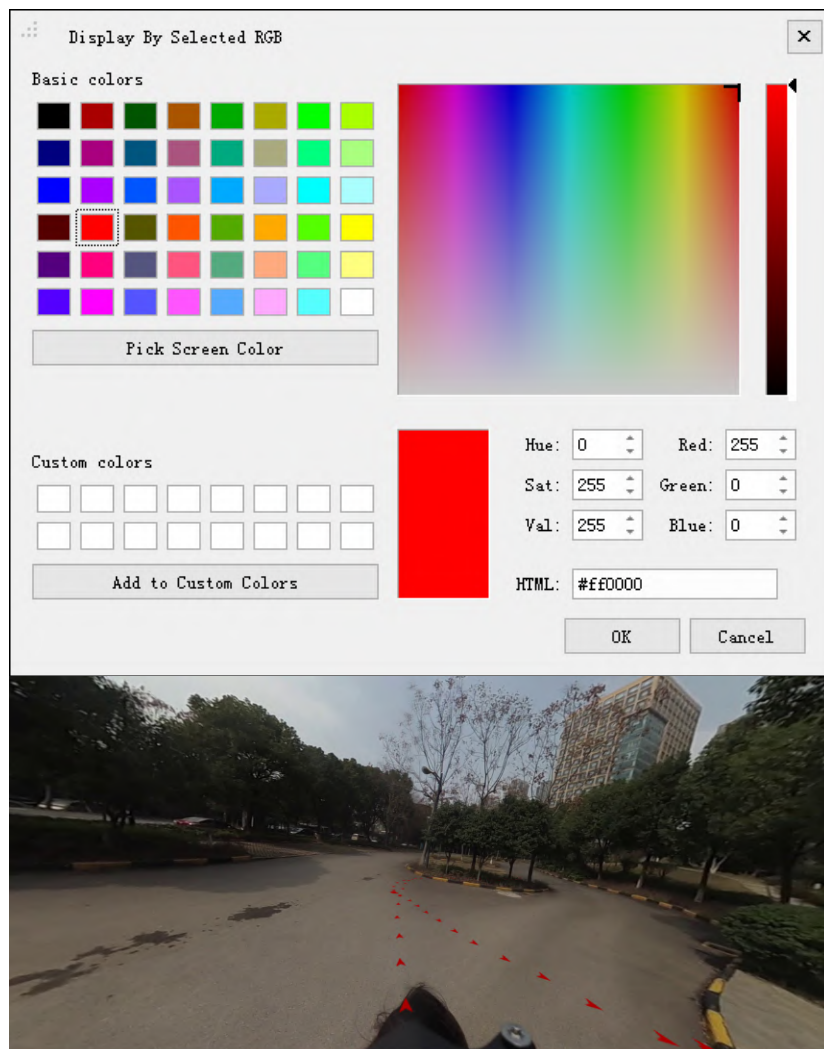 Display By Selected RGB
Basic colors
Pick Screen Color
Custom colors
Add to Custom Colors
Hue: 0 Red: 255
Sat: 255 Green: 0
Val: 255 Blue: 0
HTML: #ff0000
OK Cancel